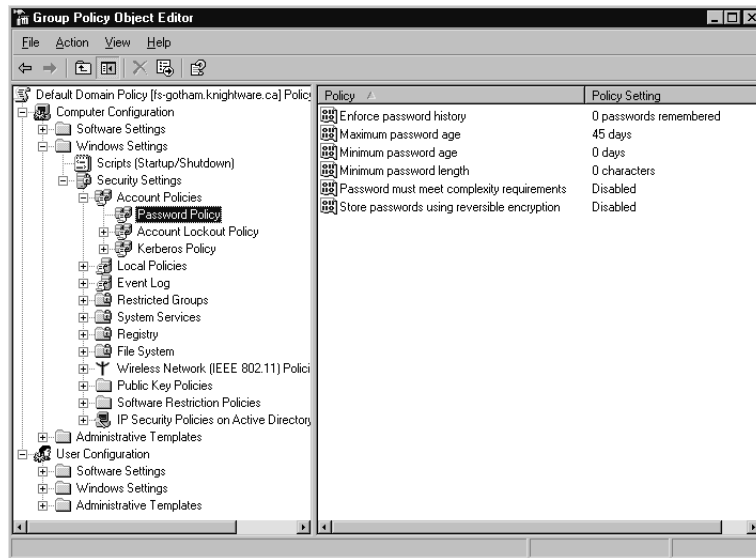 Group Policy Object Editor
File Action View Help
Default Domain Policy [fs-gotham.knightware.ca] Polic
Computer Configuration
Software Settings
Windows Settings
Scripts (Startup/Shutdown)
Security Settings
Account Policies
Password Policy
Account Lockout Policy
Kerberos Policy
Local Policies
Event Log
Restricted Groups
System Services
Registry
File System
Wireless Network (IEEE 802.11) Polici
Public Key Policies
Software Restriction Policies
IP Security Policies on Active Director
Administrative Templates
User Configuration
Software Settings
Windows Settings
Administrative Templates
Policy Policy Setting
Enforce password history 0 passwords remembered
Maximum password age 45 days
Minimum password age 0 days
Minimum password length 0 characters
Password must meet complexity requirements Disabled
Store passwords using reversible encryption Disabled